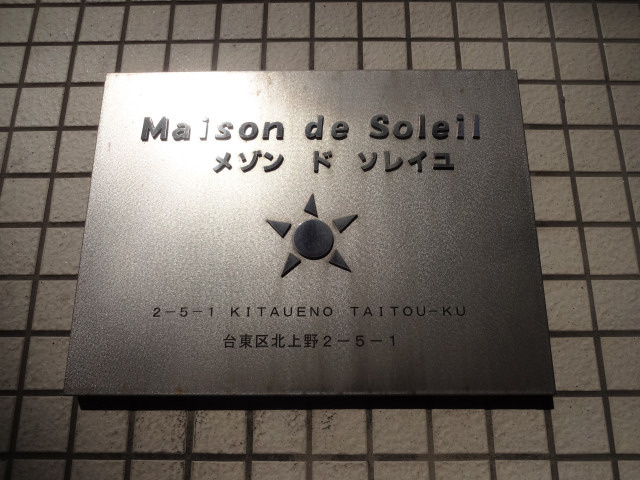 Maison de Soleil
メゾン ド ソレイユ
2-5-1 KITAUENO TAITOU-KU
台東区北上野2-5-1